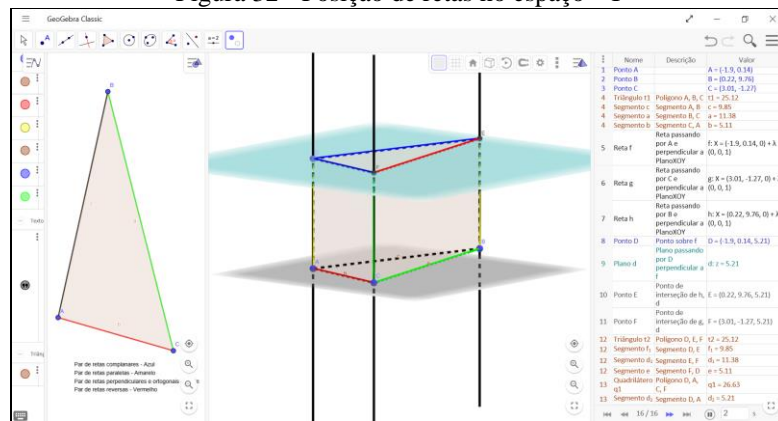 Figura 32 - Posição de retas no espaço - 1
GeoGebra Classic
B
A
C
Texto
Triâng
Par de retas complanares - Azul
Par de retas paralelas - Amarelo
Par de retas perpendiculares e ortogonais
Par de retas reversas - Vermelho
A
C
B
E
Nome Descrição Valor
1 Ponto A A = (-1.9, 0.14)
2 Ponto B B = (0.22, 9.76)
3 Ponto C C = (3.01, -1.27)
4 Triângulo t1 Polígono A, B, C t1 = 25.12
4 Segmento c Segmento A, B c = 9.85
4 Segmento a Segmento B, C a = 11.38
4 Segmento b Segmento C, A b = 5.11
5 Reta f Reta passando por A e perpendicular a PlanoXOY f: X = (-1.9, 0.14, 0) + λ (0, 0, 1)
6 Reta g Reta passando por C e perpendicular a PlanoXOY g: X = (3.01, -1.27, 0) + λ (0, 0, 1)
7 Reta h Reta passando por B e perpendicular a PlanoXOY h: X = (0.22, 9.76, 0) + λ (0, 0, 1)
8 Ponto D Ponto sobre f D = (-1.9, 0.14, 5.21)
9 Plano d Plano passando por D perpendicular a f d: z = 5.21
10 Ponto E Ponto de interseção de h, d E = (0.22, 9.76, 5.21)
11 Ponto F Ponto de interseção de g, d F = (3.01, -1.27, 5.21)
12 Triângulo t2 Polígono D, E, F t2 = 25.12
12 Segmento f₁ Segmento D, E f₁ = 9.85
12 Segmento d₁ Segmento E, F d₁ = 11.38
12 Segmento e Segmento F, D e = 5.11
13 Quadrilátero q1 Polígono D, A, C, F q1 = 26.63
13 Segmento d₂ Segmento D, A d₂ = 5.21
16 / 16 2